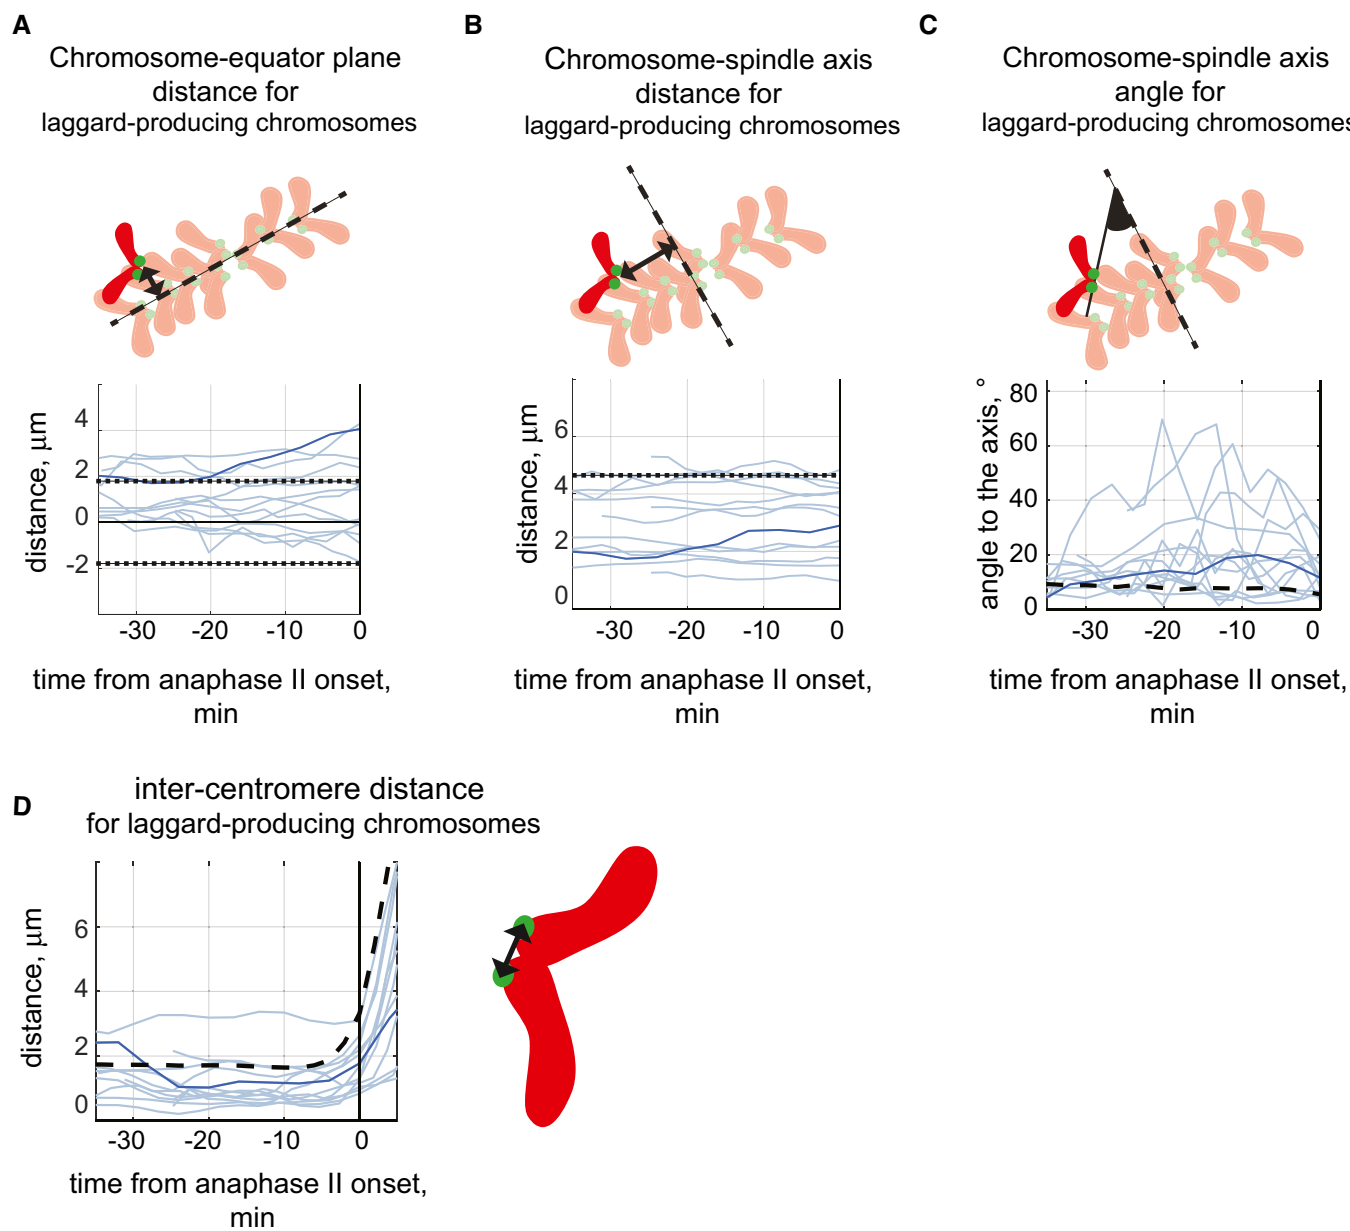 A
Chromosome-equator plane
distance for
laggard-producing chromosomes
distance, μm
4
2
0
-2
-30
-20
-10
0
time from anaphase II onset,
min
B
Chromosome-spindle axis
distance for
laggard-producing chromosomes
distance, μm
6
4
2
0
-30
-20
-10
0
time from anaphase II onset,
min
C
Chromosome-spindle axis
angle for
laggard-producing chromosomes
angle to the axis, °
80
60
40
20
0
-30
-20
-10
0
time from anaphase II onset,
min
D
inter-centromere distance
for laggard-producing chromosomes
distance, μm
6
4
2
0
-30
-20
-10
0
time from anaphase II onset,
min